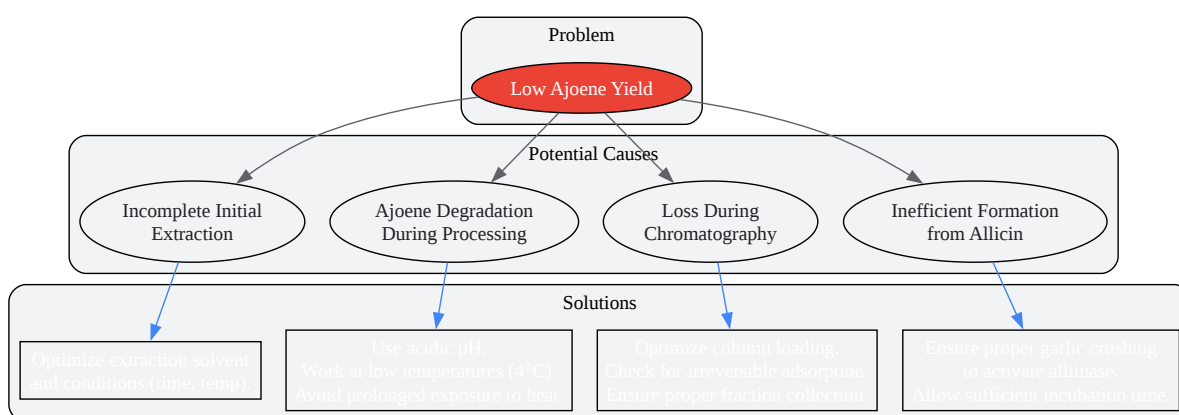 Problem
Low Ajoene Yield
Potential Causes
Incomplete Initial
Extraction
Ajoene Degradation
During Processing
Loss During
Chromatography
Inefficient Formation
from Allicin
Solutions
Optimize extraction solvent
and conditions (time, temp).
Use acidic pH.
Work at low temperatures (4°C).
Avoid prolonged exposure to heat.
Optimize column loading.
Check for irreversible adsorption.
Ensure proper fraction collection.
Ensure proper garlic crushing
to activate alliinase.
Allow sufficient incubation time.